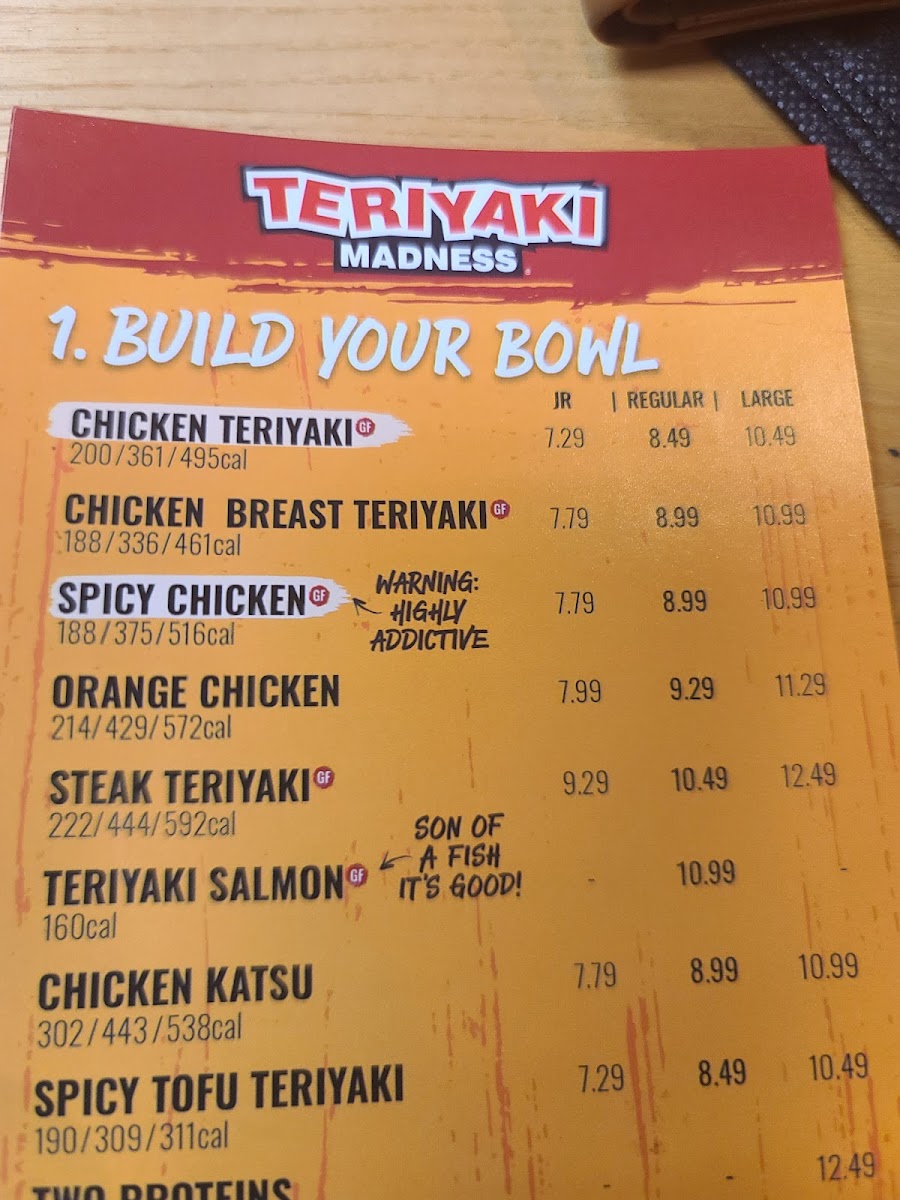 TERIYAKI
MADNESS
1. BUILD YOUR BOWL
JR | REGULAR | LARGE
CHICKEN TERIYAKI GF 7.29 8.49 10.49
200/361/495cal
CHICKEN BREAST TERIYAKI GF 7.79 8.99 10.99
188/336/461cal
SPICY CHICKEN GF 7.79 8.99 10.99
188/375/516cal
WARNING:
HIGHLY
ADDICTIVE
ORANGE CHICKEN 7.99 9.29 11.29
214/429/572cal
STEAK TERIYAKI GF 9.29 10.49 12.49
222/444/592cal
TERIYAKI SALMON GF - 10.99 -
160cal
SON OF
A FISH
IT'S GOOD!
CHICKEN KATSU 7.79 8.99 10.99
302/443/538cal
SPICY TOFU TERIYAKI 7.29 8.49 10.49
190/309/311cal
TWO PROTEINS - - 12.49